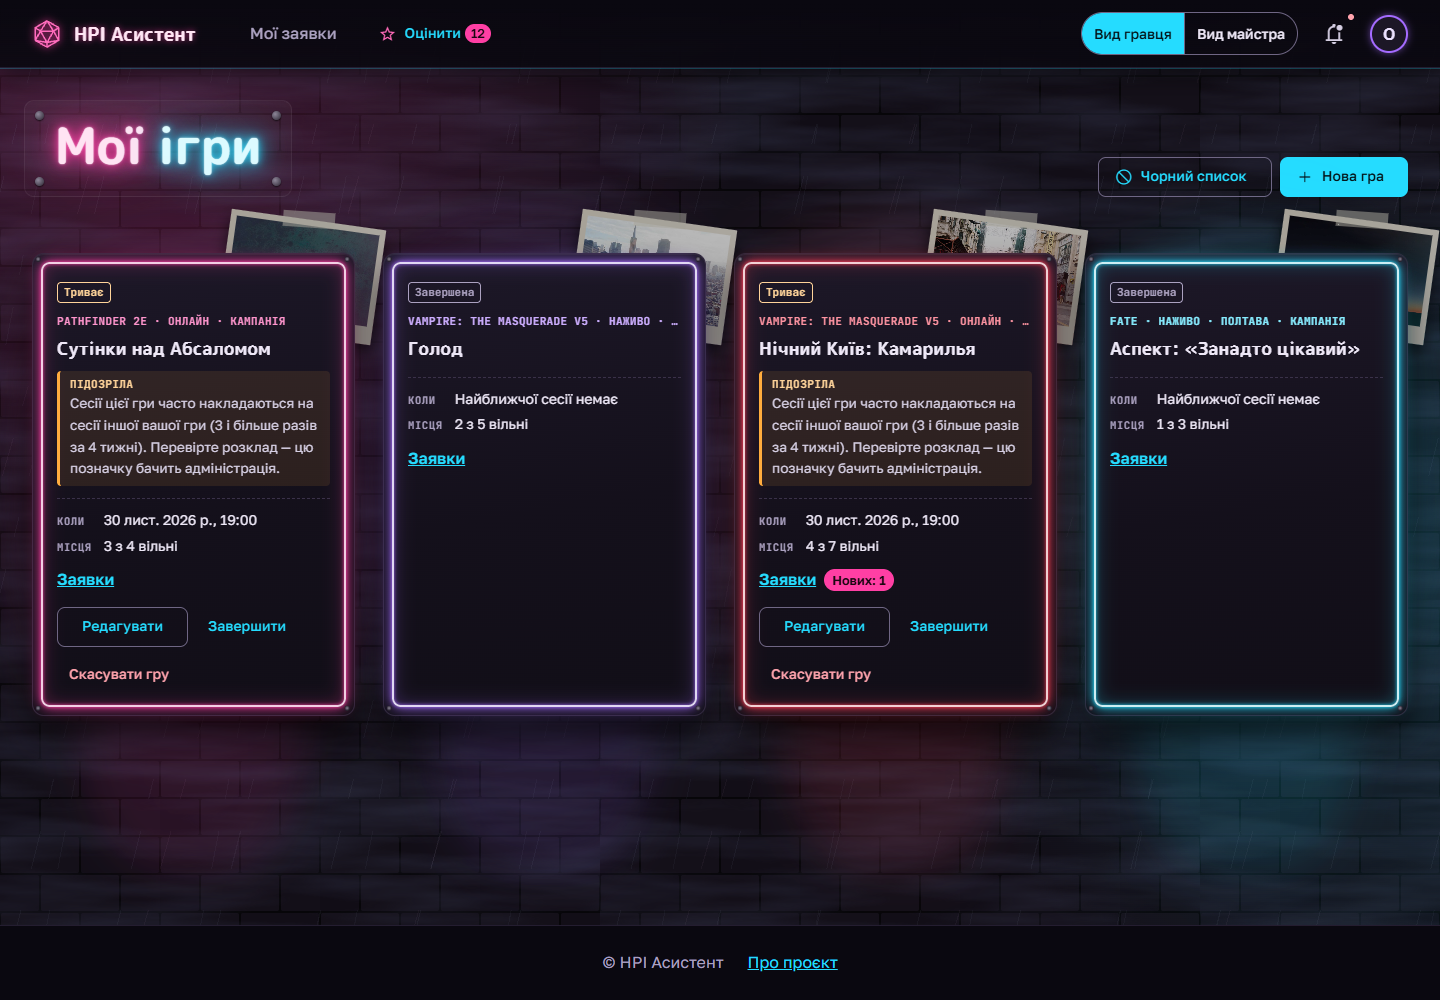 НРІ Асистент
Мої заявки
Оцінити 12
Вид гравця
Вид майстра
О
Мої ігри
Чорний список
Нова гра
Триває
PATHFINDER 2E · ОНЛАЙН · КАМПАНІЯ
Сутінки над Абсаломом
ПІДОЗРІЛА
Сесії цієї гри часто накладаються на
сесії іншої вашої гри (3 і більше разів
за 4 тижні). Перевірте розклад — цю
позначку бачить адміністрація.
КОЛИ 30 лист. 2026 р., 19:00
МІСЦЯ 3 з 4 вільні
Заявки
Редагувати Завершити
Скасувати гру
Завершена
VAMPIRE: THE MASQUERADE V5 · НАЖИВО · …
Голод
КОЛИ Найближчої сесії немає
МІСЦЯ 2 з 5 вільні
Заявки
Триває
VAMPIRE: THE MASQUERADE V5 · ОНЛАЙН · …
Нічний Київ: Камарилья
ПІДОЗРІЛА
Сесії цієї гри часто накладаються на
сесії іншої вашої гри (3 і більше разів
за 4 тижні). Перевірте розклад — цю
позначку бачить адміністрація.
КОЛИ 30 лист. 2026 р., 19:00
МІСЦЯ 4 з 7 вільні
Заявки Нових: 1
Редагувати Завершити
Скасувати гру
Завершена
FATE · НАЖИВО · ПОЛТАВА · КАМПАНІЯ
Аспект: «Занадто цікавий»
КОЛИ Найближчої сесії немає
МІСЦЯ 1 з 3 вільні
Заявки
© НРІ Асистент Про проєкт